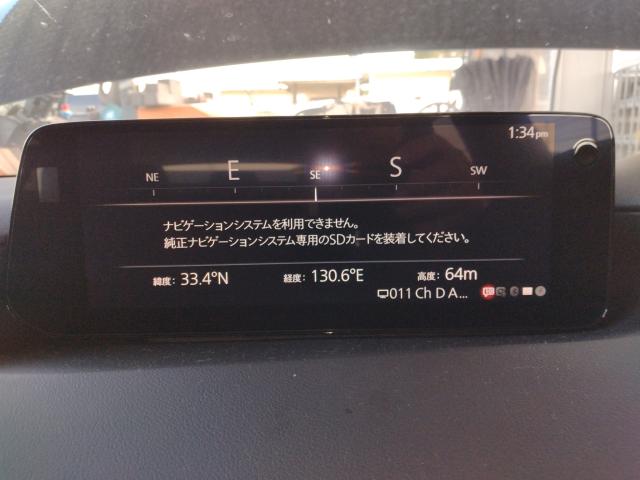 1:34pm
NE E SE S SW
ナビゲーションシステムを利用できません。
純正ナビゲーションシステム専用のSDカードを装着してください。
緯度: 33.4°N 経度: 130.6°E 高度: 64m
011 Ch D A...